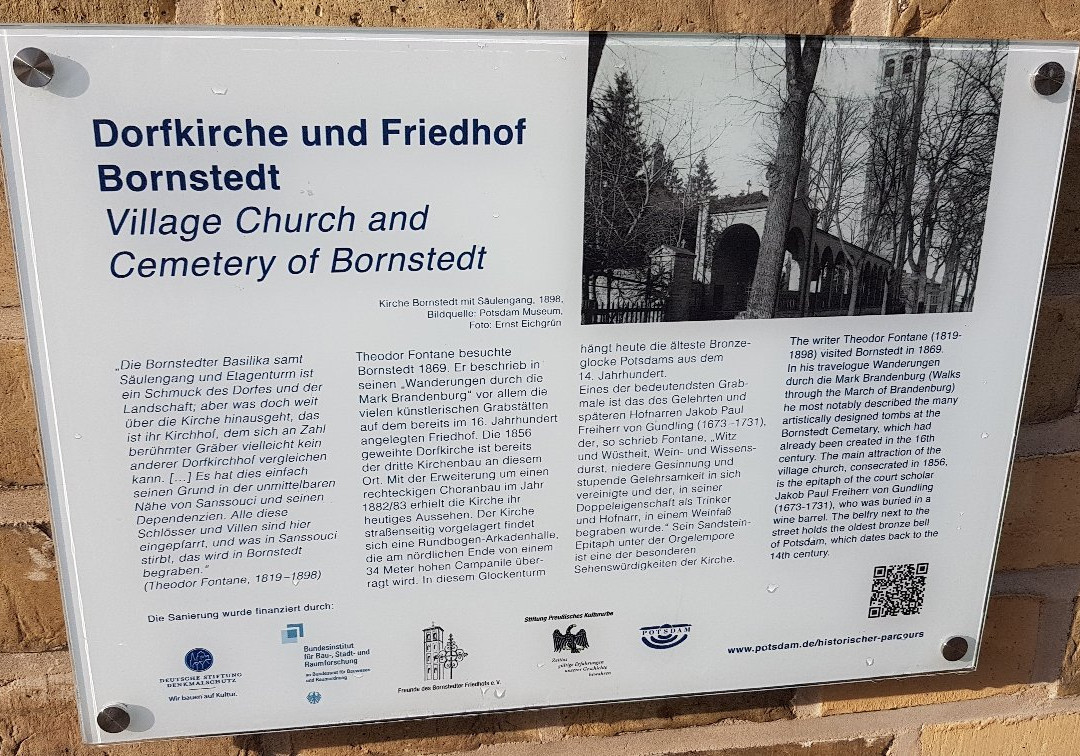 Dorfkirche und Friedhof
Bornstedt
Village Church and
Cemetery of Bornstedt
Kirche Bornstedt mit Säulengang, 1898,
Bildquelle: Potsdam Museum,
Foto: Ernst Eichgrün
„Die Bornstedter Basilika samt
Säulengang und Etagenturm ist
ein Schmuck des Dorfes und der
Landschaft; aber was doch weit
über die Kirche hinausgeht, das
ist ihr Kirchhof, dem sich an Zahl
berühmter Gräber vielleicht kein
anderer Dorfkirchhof vergleichen
kann. [...] Es hat dies einfach
seinen Grund in der unmittelbaren
Nähe von Sanssouci und seinen
Dependenzien. Alle diese
Schlösser und Villen sind hier
eingepfarrt, und was in Sanssouci
stirbt, das wird in Bornstedt
begraben.“
(Theodor Fontane, 1819–1898)
Theodor Fontane besuchte
Bornstedt 1869. Er beschrieb in
seinen „Wanderungen durch die
Mark Brandenburg“ vor allem die
vielen künstlerischen Grabstätten
auf dem bereits im 16. Jahrhundert
angelegten Friedhof. Die 1856
geweihte Dorfkirche ist bereits
der dritte Kirchenbau an diesem
Ort. Mit der Erweiterung um einen
rechteckigen Choranbau im Jahr
1882/83 erhielt die Kirche ihr
heutiges Aussehen. Der Kirche
straßenseitig vorgelagert findet
sich eine Rundbogen-Arkadenhalle,
die am nördlichen Ende von einem
34 Meter hohen Campanile über-
ragt wird. In diesem Glockenturm
hängt heute die älteste Bronze-
glocke Potsdams aus dem
14. Jahrhundert.
Eines der bedeutendsten Grab-
male ist das des Gelehrten und
späteren Hofnarren Jakob Paul
Freiherr von Gundling (1673 -1731),
der, so schrieb Fontane, „Witz
und Wüstheit, Wein- und Wissens-
durst, niedere Gesinnung und
stupende Gelehrsamkeit in sich
vereinigte und der, in seiner
Doppeleigenschaft als Trinker
und Hofnarr, in einem Weinfaß
begraben wurde.“ Sein Sandstein-
Epitaph unter der Orgelempore
ist eine der besonderen
Sehenswürdigkeiten der Kirche.
The writer Theodor Fontane (1819-
1898) visited Bornstedt in 1869.
In his travelogue Wanderungen
durch die Mark Brandenburg (Walks
through the March of Brandenburg)
he most notably described the many
artistically designed tombs at the
Bornstedt Cemetary, which had
already been created in the 16th
century. The main attraction of the
village church, consecrated in 1856,
is the epitaph of the court scholar
Jakob Paul Freiherr von Gundling
(1673-1731), who was buried in a
wine barrel. The belfry next to the
street holds the oldest bronze bell
of Potsdam, which dates back to the
14th century.
Die Sanierung wurde finanziert durch:
DEUTSCHE STIFTUNG
DENKMALSCHUTZ
Wir bauen auf Kultur.
Bundesinstitut
für Bau-, Stadt- und
Raumforschung
im Bundesamt für Bauwesen
und Raumordnung
Freunde des Bornstedter Friedhofs e.V.
Stiftung Preußisches Kulturerbe
Zeitlos
gültige Erfahrungen
unserer Geschichte
bewahren
POTSDAM
www.potsdam.de/historischer-parcours